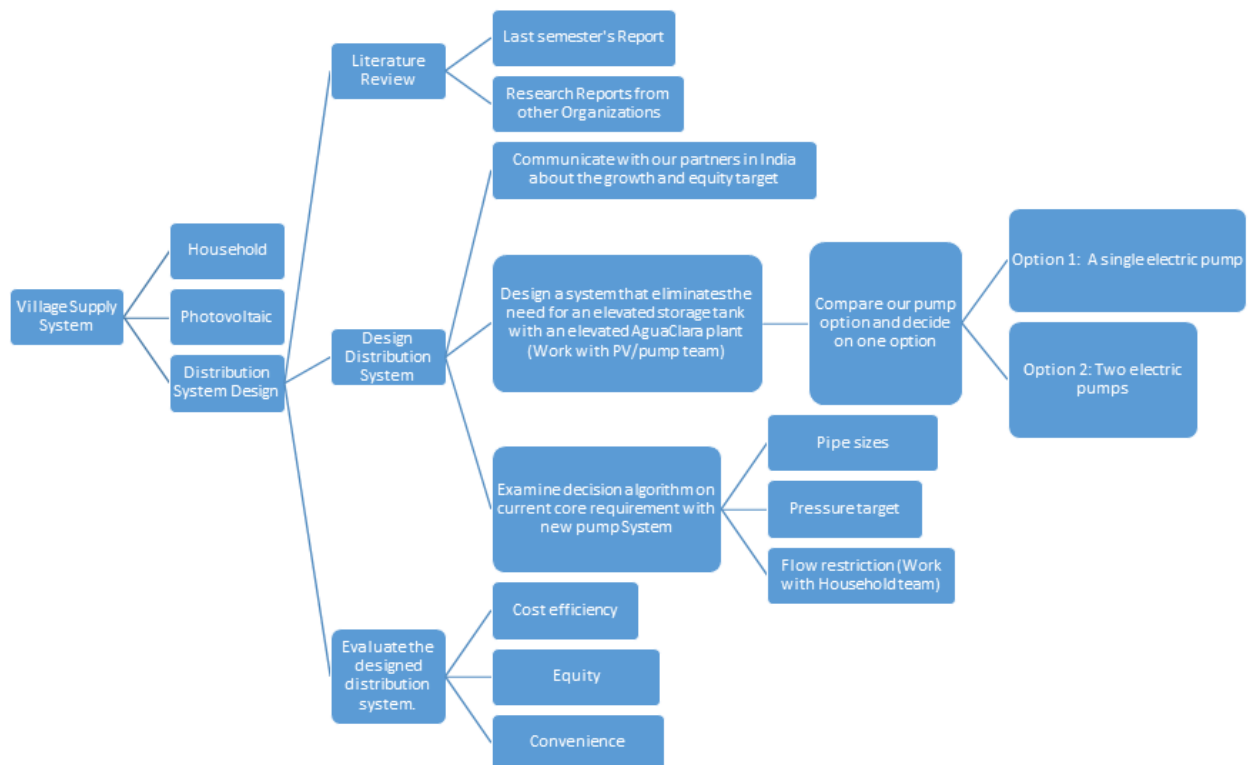 Village Supply
System
Household
Photovoltaic
Distribution
System Design
Literature
Review
Last semester's Report
Research Reports from
other Organizations
Design
Distribution
System
Communicate with our partners in India
about the growth and equity target
Design a system that eliminates the
need for an elevated storage tank
with an elevated AguaClara plant
(Work with PV/pump team)
Compare our pump
option and decide
on one option
Option 1:  A single electric pump
Option 2: Two electric
pumps
Examine decision algorithm on
current core requirement with
new pump System
Pipe sizes
Pressure target
Flow restriction (Work
with Household team)
Evaluate the
designed
distribution
system.
Cost efficiency
Equity
Convenience